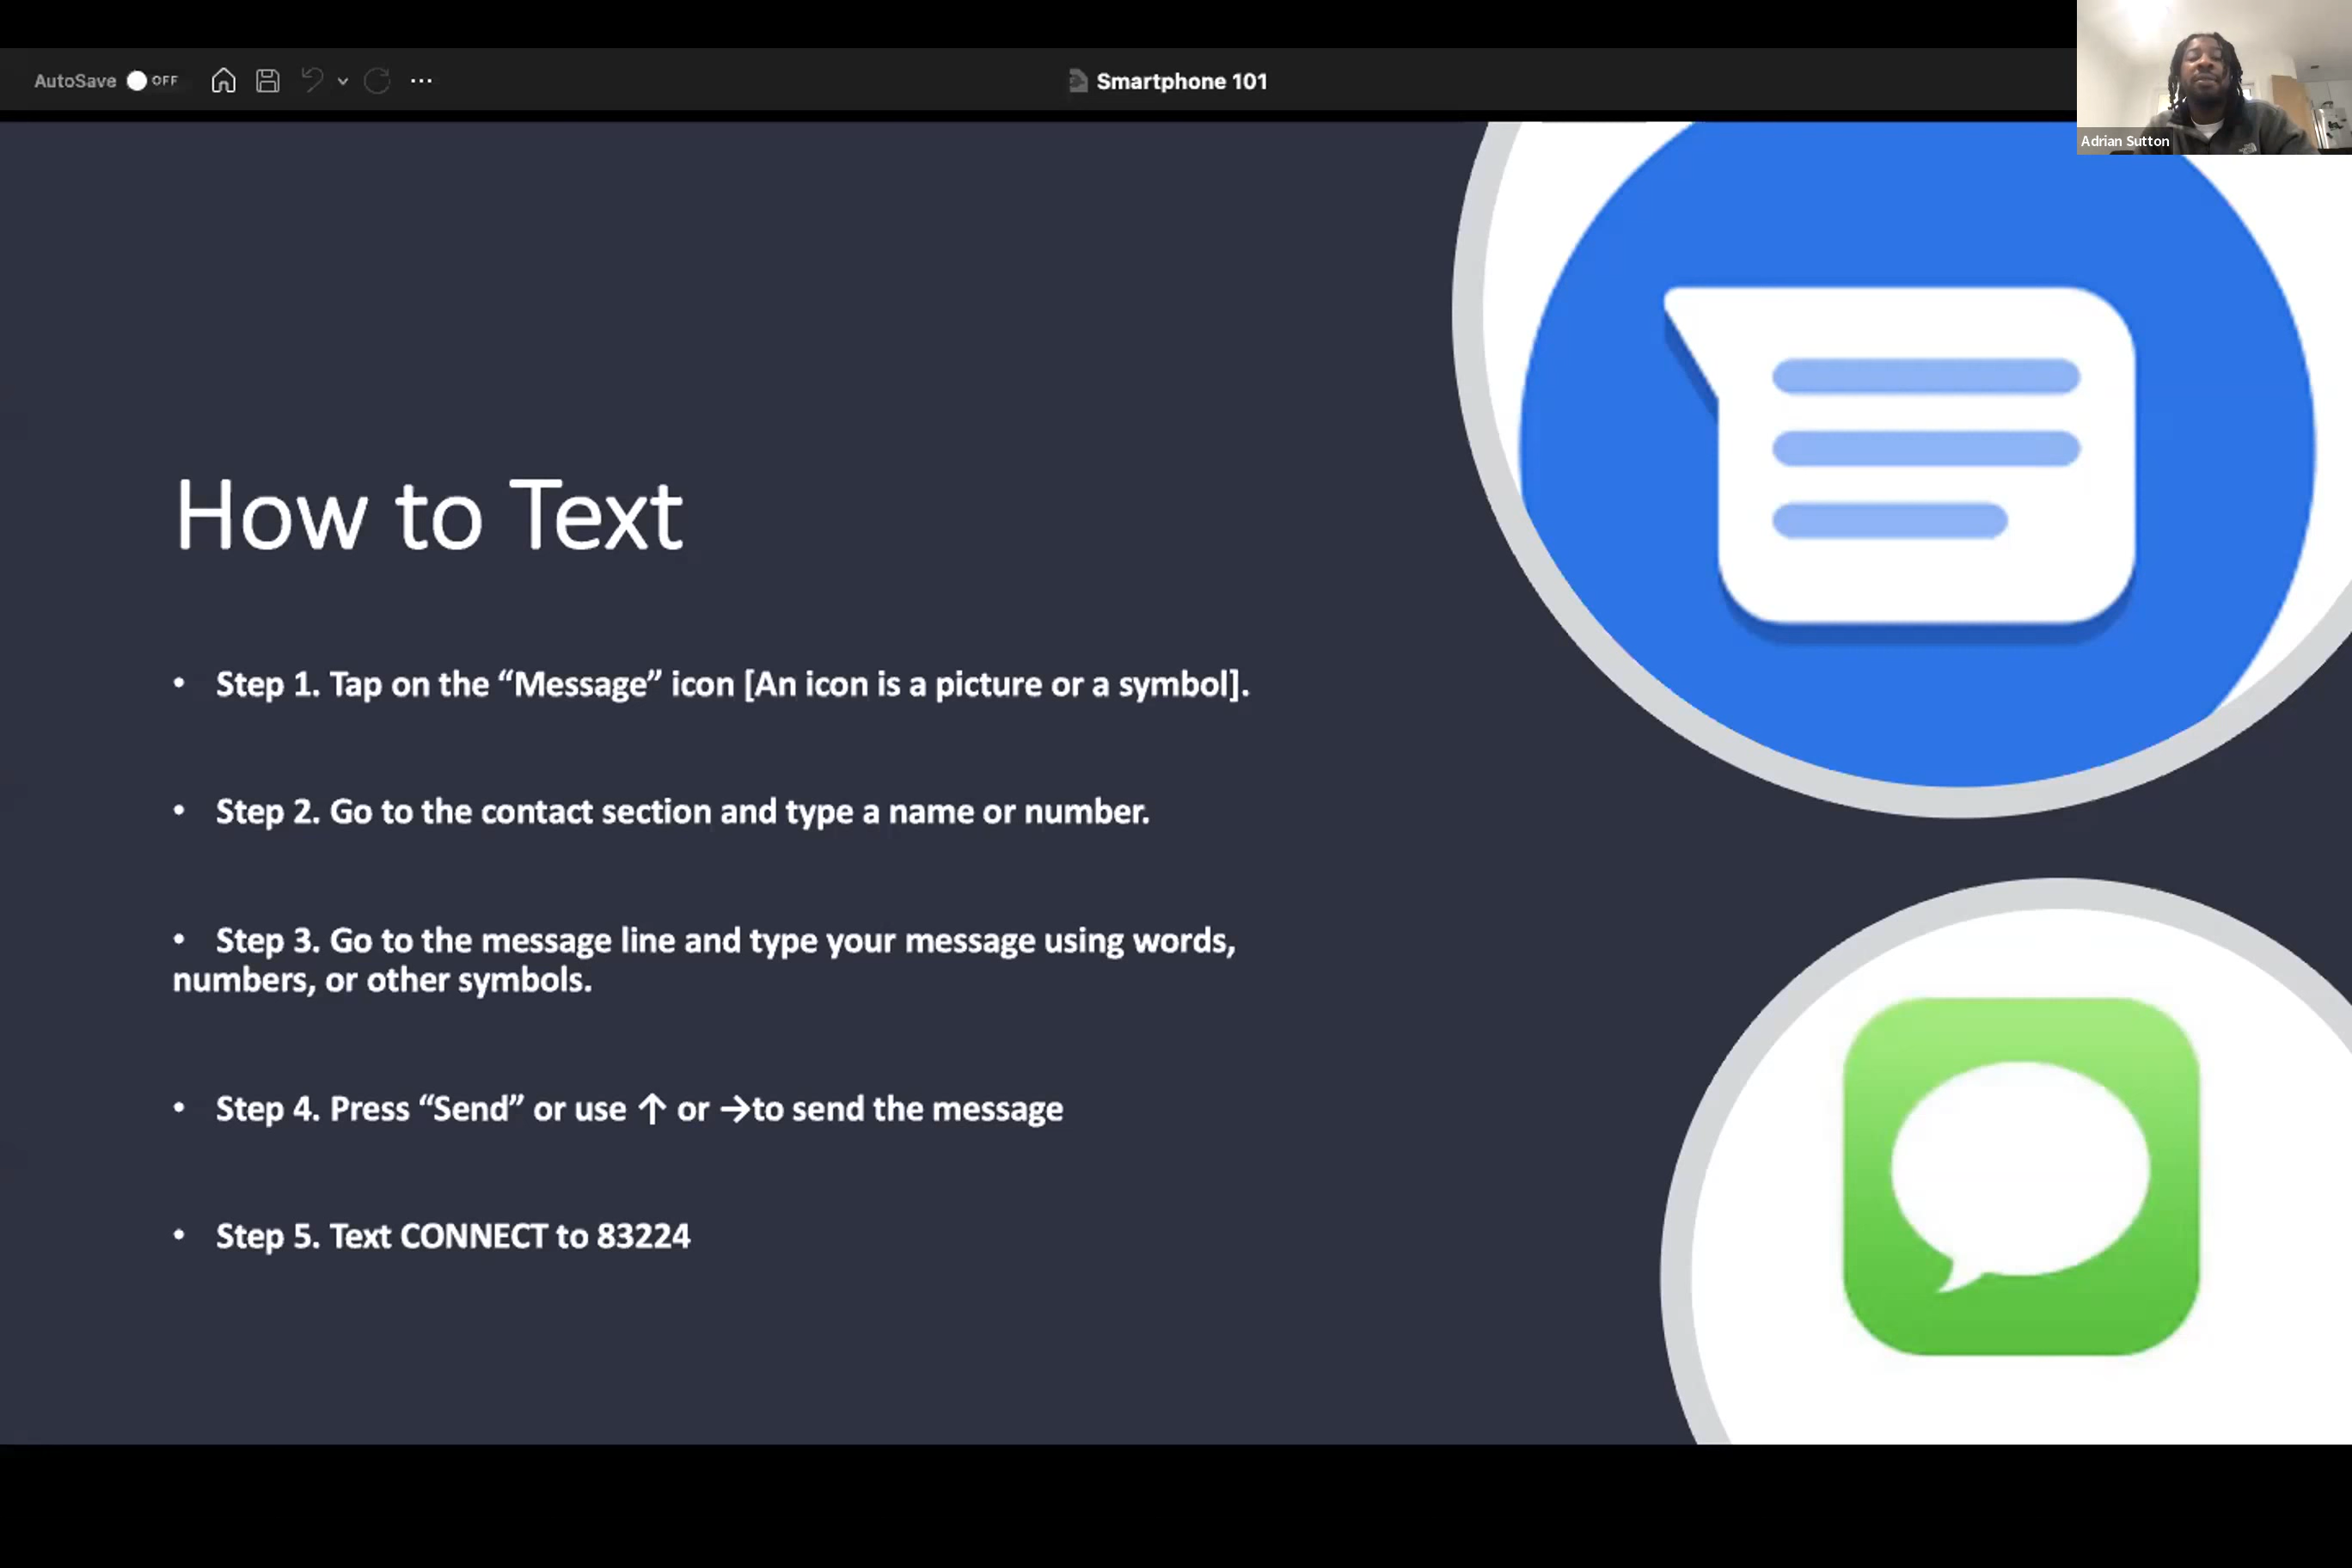 AutoSave OFF
Smartphone 101
Adrian Sutton
How to Text
• Step 1. Tap on the “Message” icon [An icon is a picture or a symbol].
• Step 2. Go to the contact section and type a name or number.
• Step 3. Go to the message line and type your message using words,
numbers, or other symbols.
• Step 4. Press “Send” or use ↑ or →to send the message
• Step 5. Text CONNECT to 83224